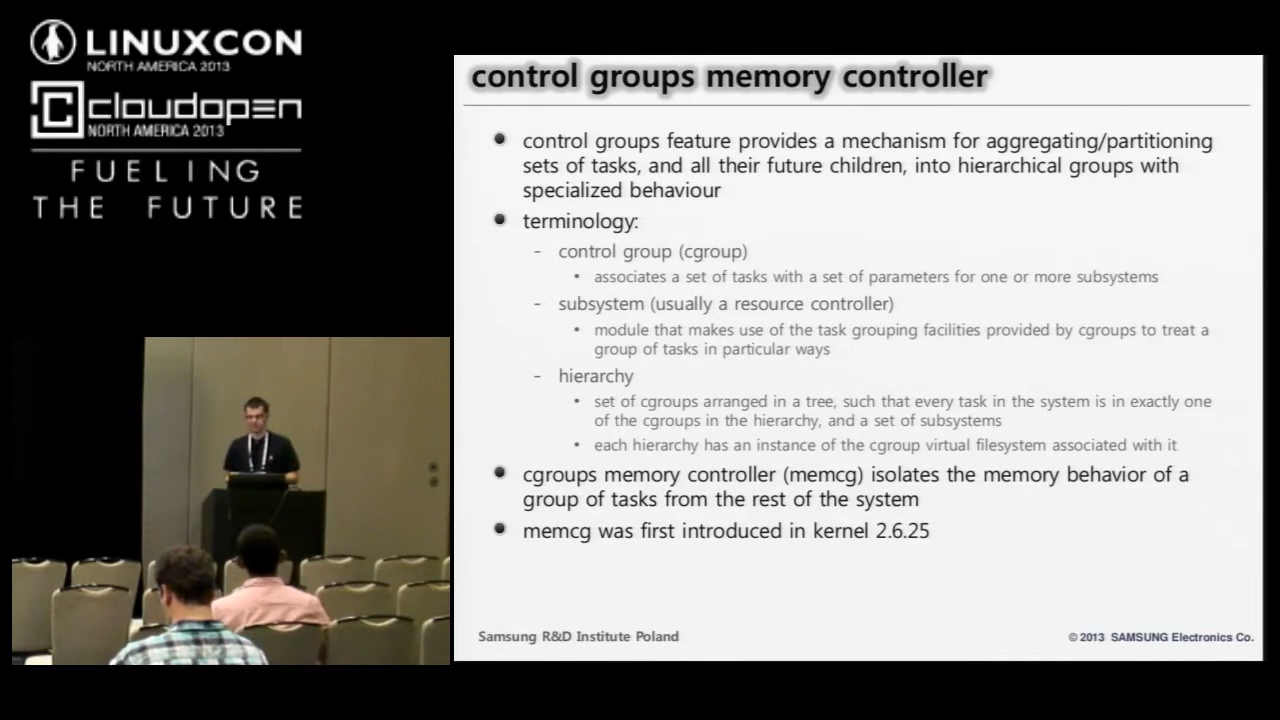 LINUXCON
NORTH AMERICA 2013
cloudopen
NORTH AMERICA 2013
FUELING
THE FUTURE
control groups memory controller
• control groups feature provides a mechanism for aggregating/partitioning
sets of tasks, and all their future children, into hierarchical groups with
specialized behaviour
• terminology:
- control group (cgroup)
• associates a set of tasks with a set of parameters for one or more subsystems
- subsystem (usually a resource controller)
• module that makes use of the task grouping facilities provided by cgroups to treat a
group of tasks in particular ways
- hierarchy
• set of cgroups arranged in a tree, such that every task in the system is in exactly one
of the cgroups in the hierarchy, and a set of subsystems
• each hierarchy has an instance of the cgroup virtual filesystem associated with it
• cgroups memory controller (memcg) isolates the memory behavior of a
group of tasks from the rest of the system
• memcg was first introduced in kernel 2.6.25
Samsung R&D Institute Poland
© 2013 SAMSUNG Electronics Co.